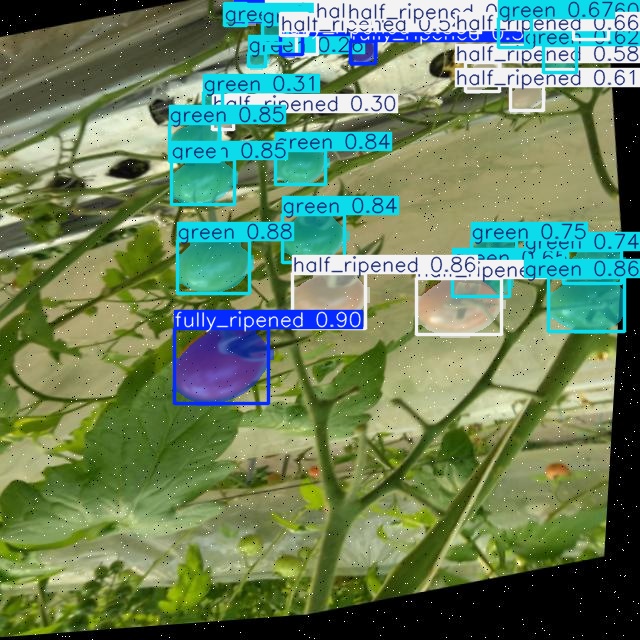 green 0.676
half_ripened
half_ripened 0.66
green 0.62
green 0.26
half_ripened 0.58
half_ripened 0.61
green 0.31
half_ripened 0.30
green 0.85
green 0.84
green 0.85
green 0.84
green 0.88
green 0.75
green 0.74
half_ripened 0.86
green 0.86
fully_ripened 0.90